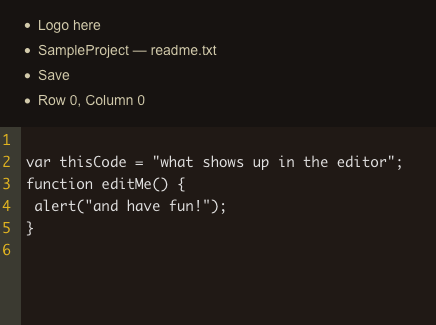 Logo here
SampleProject — readme.txt
Save
Row 0, Column 0
1
2 var thisCode = "what shows up in the editor";
3 function editMe() {
4  alert("and have fun!");
5 }
6